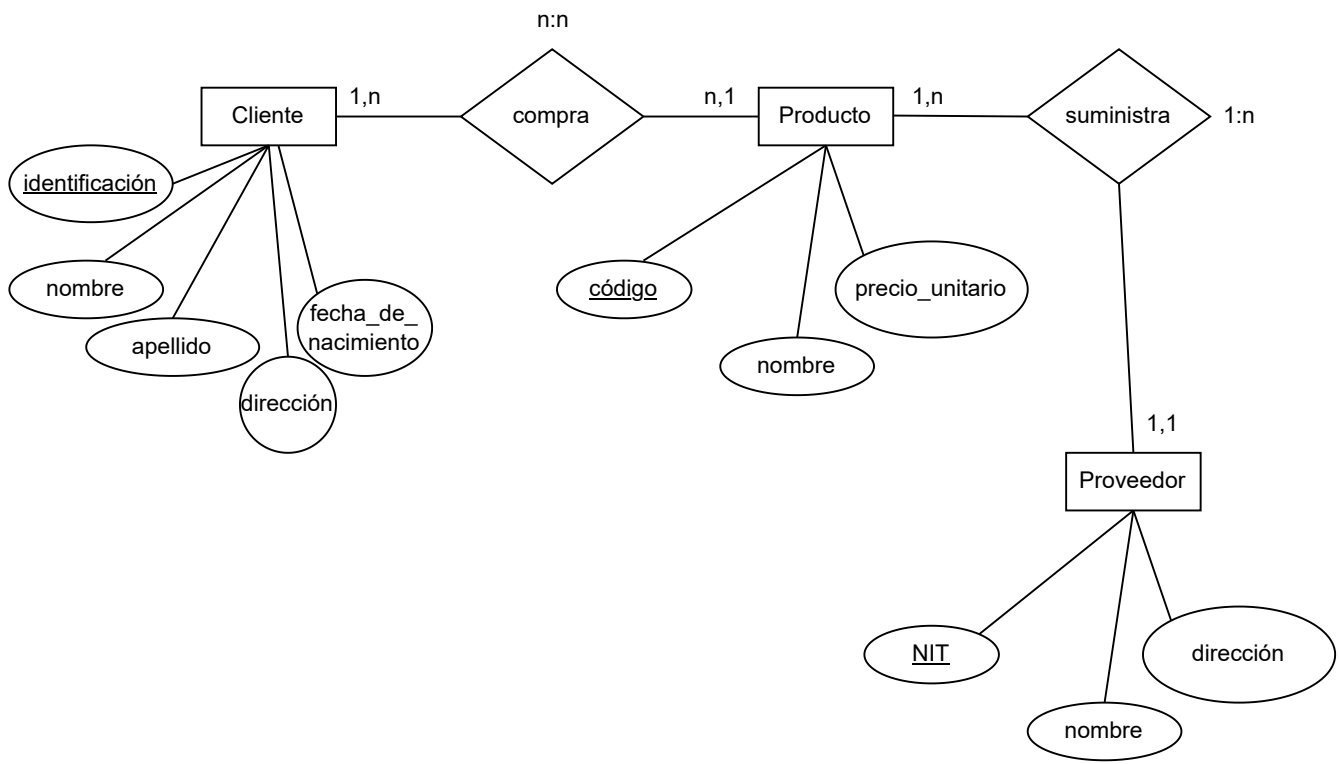 n:n
Cliente
1,n
compra
n,1
Producto
1,n
suministra
1:n
identificación
nombre
apellido
dirección
fecha_de_
nacimiento
código
nombre
precio_unitario
1,1
Proveedor
NIT
nombre
dirección